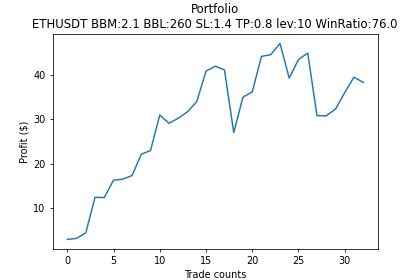 Portfolio
ETHUSDT BBM:2.1 BBL:260 SL:1.4 TP:0.8 lev:10 WinRatio:76.0
Profit ($)
40
30
20
10
0 5 10 15 20 25 30
Trade counts